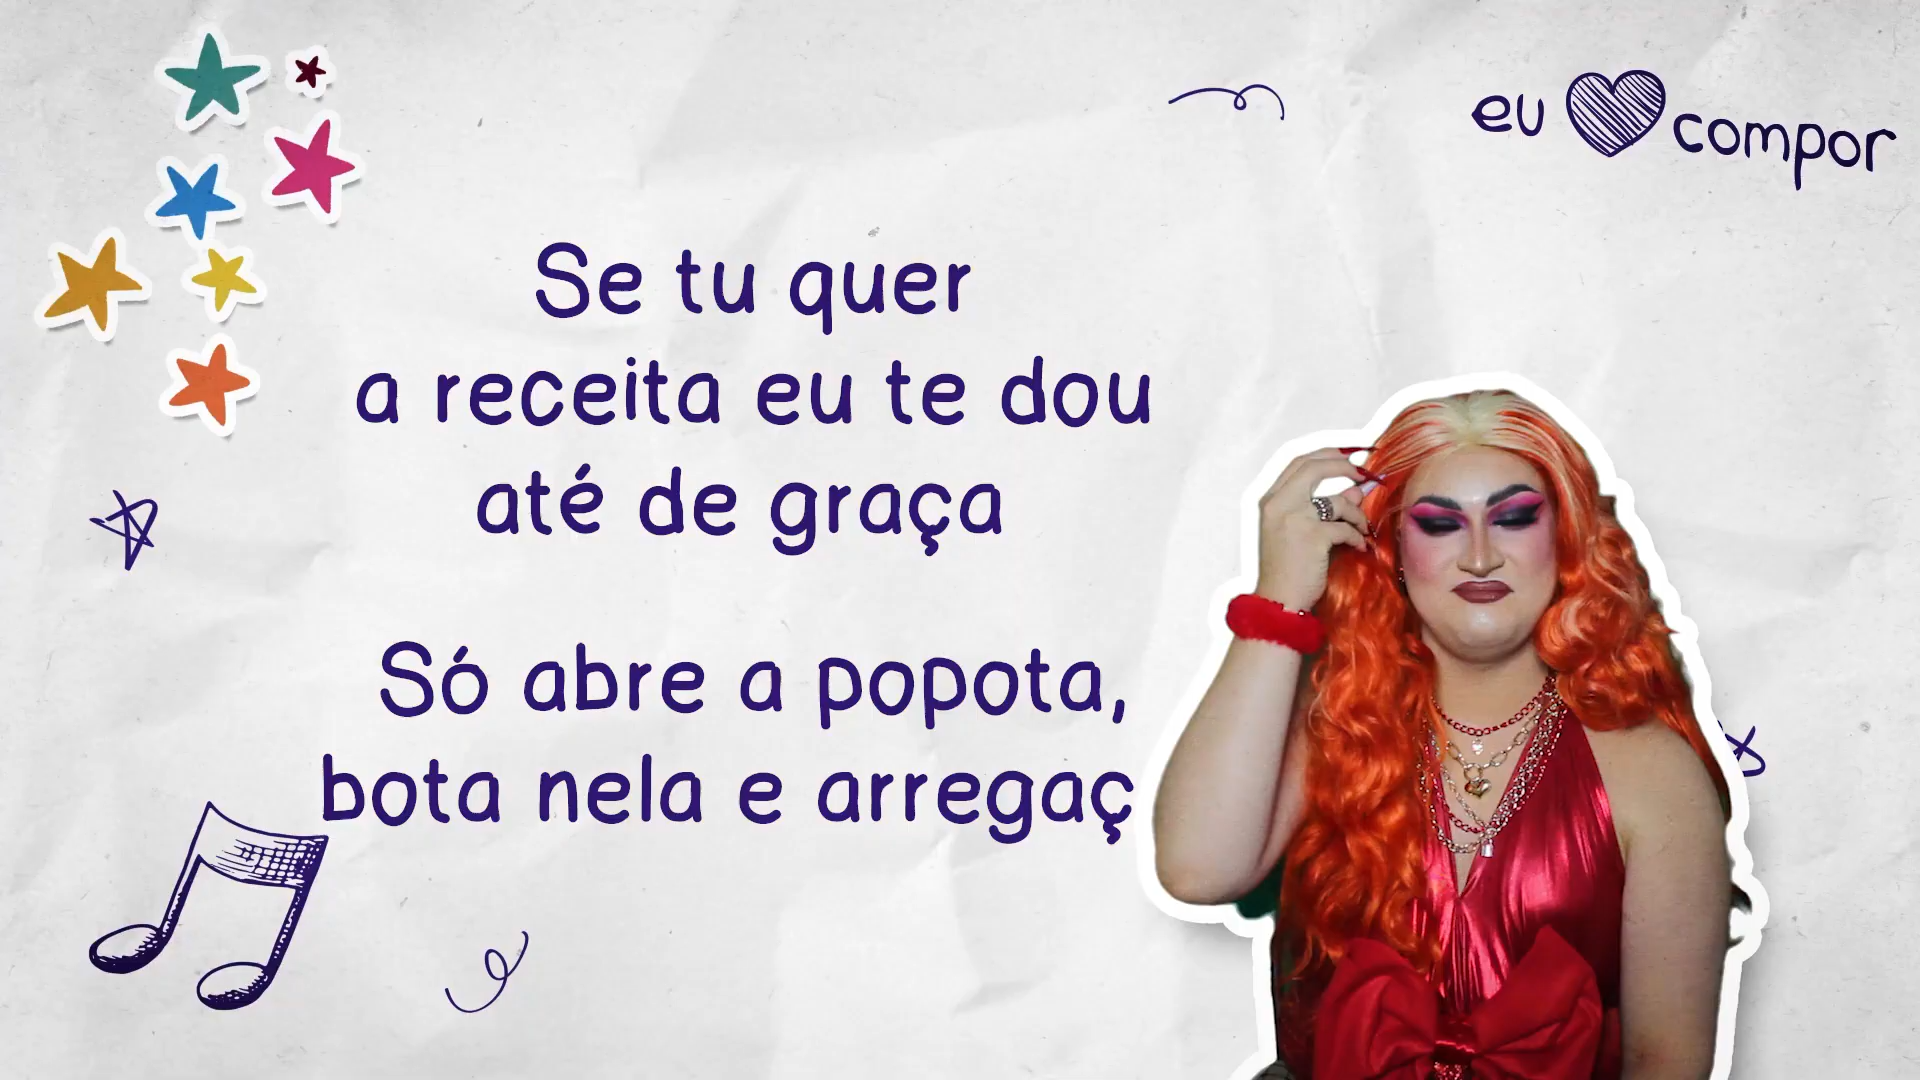 eu compor
Se tu quer
a receita eu te dou
até de graça
Só abre a popota,
bota nela e arregaç